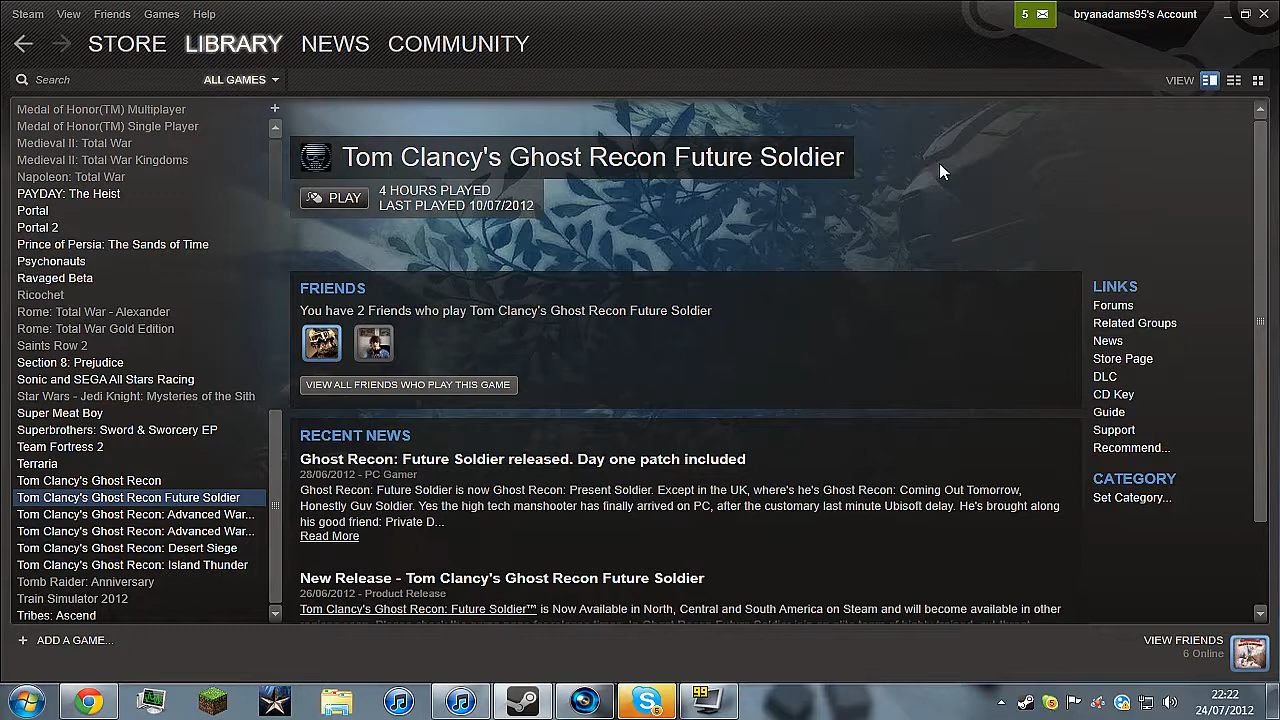 Steam View Friends Games Help
5
bryanadams95's Account
STORE LIBRARY NEWS COMMUNITY
Search
ALL GAMES
VIEW
Medal of Honor(TM) Multiplayer
Medal of Honor(TM) Single Player
Medieval II: Total War
Medieval II: Total War Kingdoms
Napoleon: Total War
PAYDAY: The Heist
Portal
Portal 2
Prince of Persia: The Sands of Time
Psychonauts
Ravaged Beta
Ricochet
Rome: Total War - Alexander
Rome: Total War Gold Edition
Saints Row 2
Section 8: Prejudice
Sonic and SEGA All Stars Racing
Star Wars - Jedi Knight: Mysteries of the Sith
Super Meat Boy
Superbrothers: Sword & Sworcery EP
Team Fortress 2
Terraria
Tom Clancy's Ghost Recon
Tom Clancy's Ghost Recon Future Soldier
Tom Clancy's Ghost Recon: Advanced War...
Tom Clancy's Ghost Recon: Advanced War...
Tom Clancy's Ghost Recon: Desert Siege
Tom Clancy's Ghost Recon: Island Thunder
Tomb Raider: Anniversary
Train Simulator 2012
Tribes: Ascend
+ ADD A GAME...
Tom Clancy's Ghost Recon Future Soldier
PLAY
4 HOURS PLAYED
LAST PLAYED 10/07/2012
FRIENDS
You have 2 Friends who play Tom Clancy's Ghost Recon Future Soldier
VIEW ALL FRIENDS WHO PLAY THIS GAME
RECENT NEWS
Ghost Recon: Future Soldier released. Day one patch included
28/06/2012 - PC Gamer
Ghost Recon: Future Soldier is now Ghost Recon: Present Soldier. Except in the UK, where's he's Ghost Recon: Coming Out Tomorrow,
Honestly Guv Soldier. Yes the high tech manshooter has finally arrived on PC, after the customary last minute Ubisoft delay. He's brought along
his good friend: Private D...
Read More
New Release - Tom Clancy's Ghost Recon Future Soldier
26/06/2012 - Product Release
Tom Clancy's Ghost Recon: Future Soldier™ is Now Available in North, Central and South America on Steam and will become available in other
LINKS
Forums
Related Groups
News
Store Page
DLC
CD Key
Guide
Support
Recommend...
CATEGORY
Set Category...
VIEW FRIENDS
6 Online
99
22:22
24/07/2012